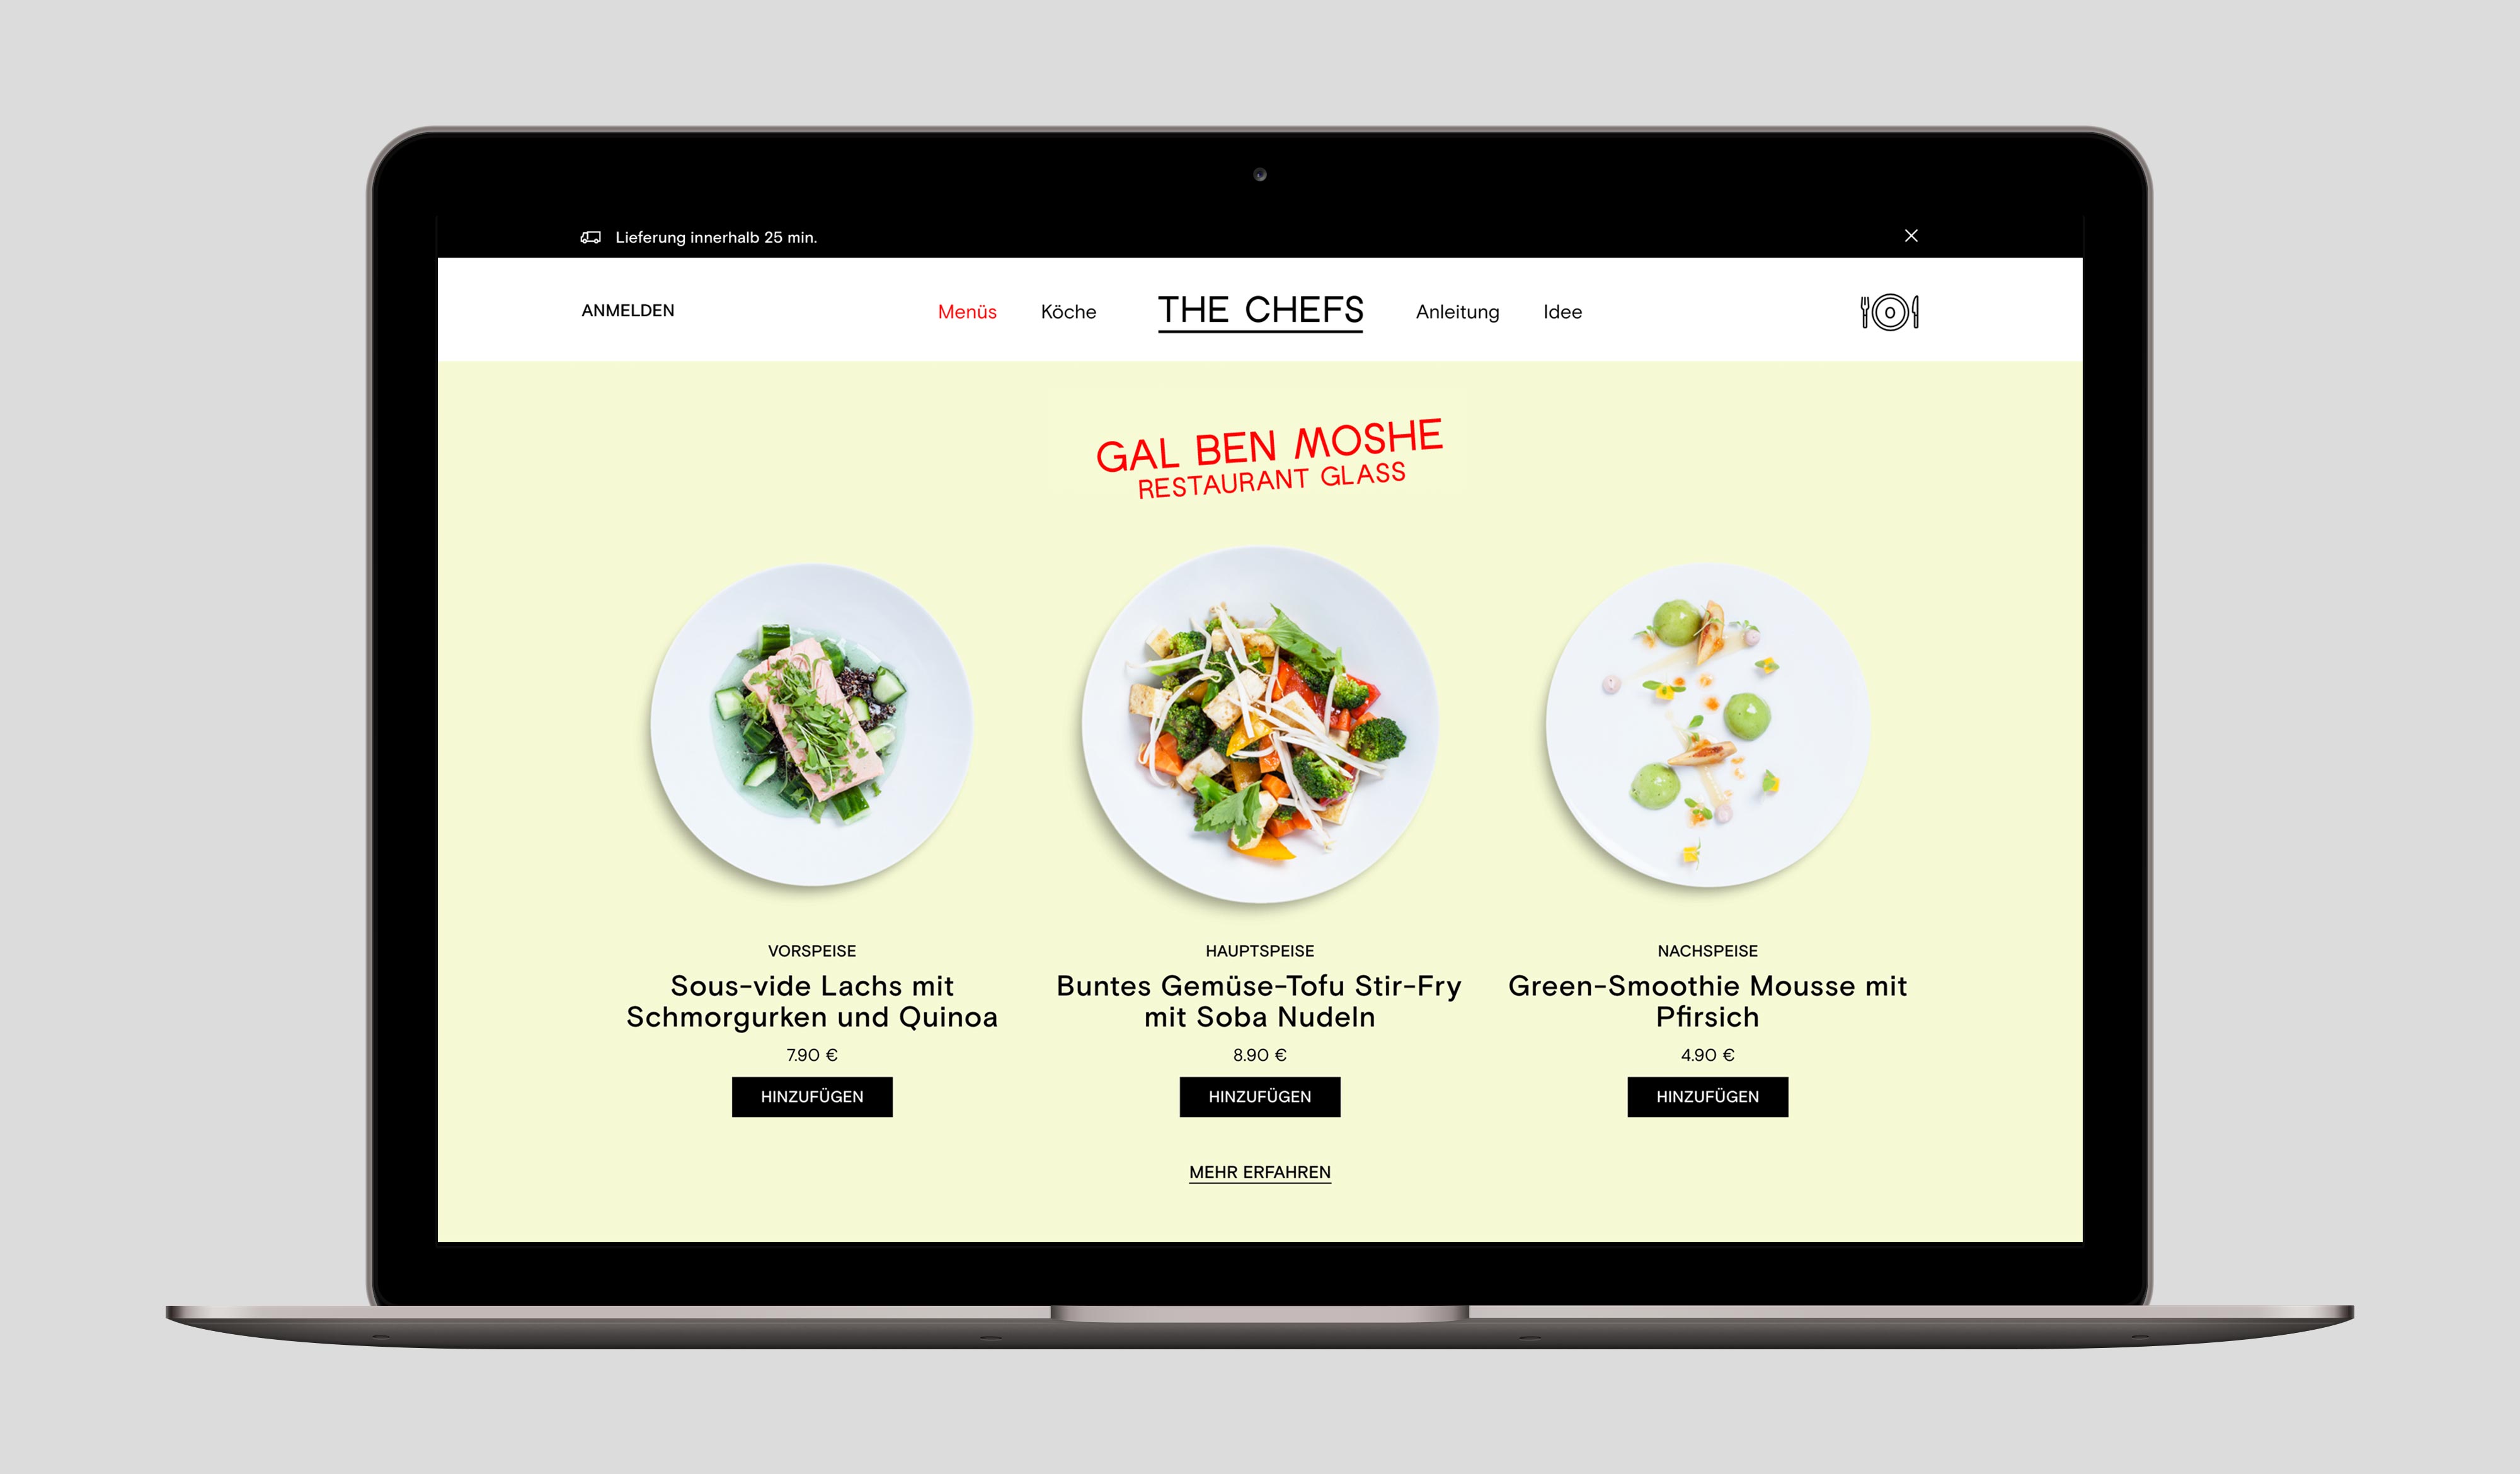 Lieferung innerhalb 25 min.
ANMELDEN
Menüs
Köche
THE CHEFS
Anleitung
Idee
GAL BEN MOSHE
RESTAURANT GLASS
VORSPEISE
Sous-vide Lachs mit
Schmorgurken und Quinoa
7.90 €
HINZUFÜGEN
HAUPTSPEISE
Buntes Gemüse-Tofu Stir-Fry
mit Soba Nudeln
8.90 €
HINZUFÜGEN
NACHSPEISE
Green-Smoothie Mousse mit
Pfirsich
4.90 €
HINZUFÜGEN
MEHR ERFAHREN